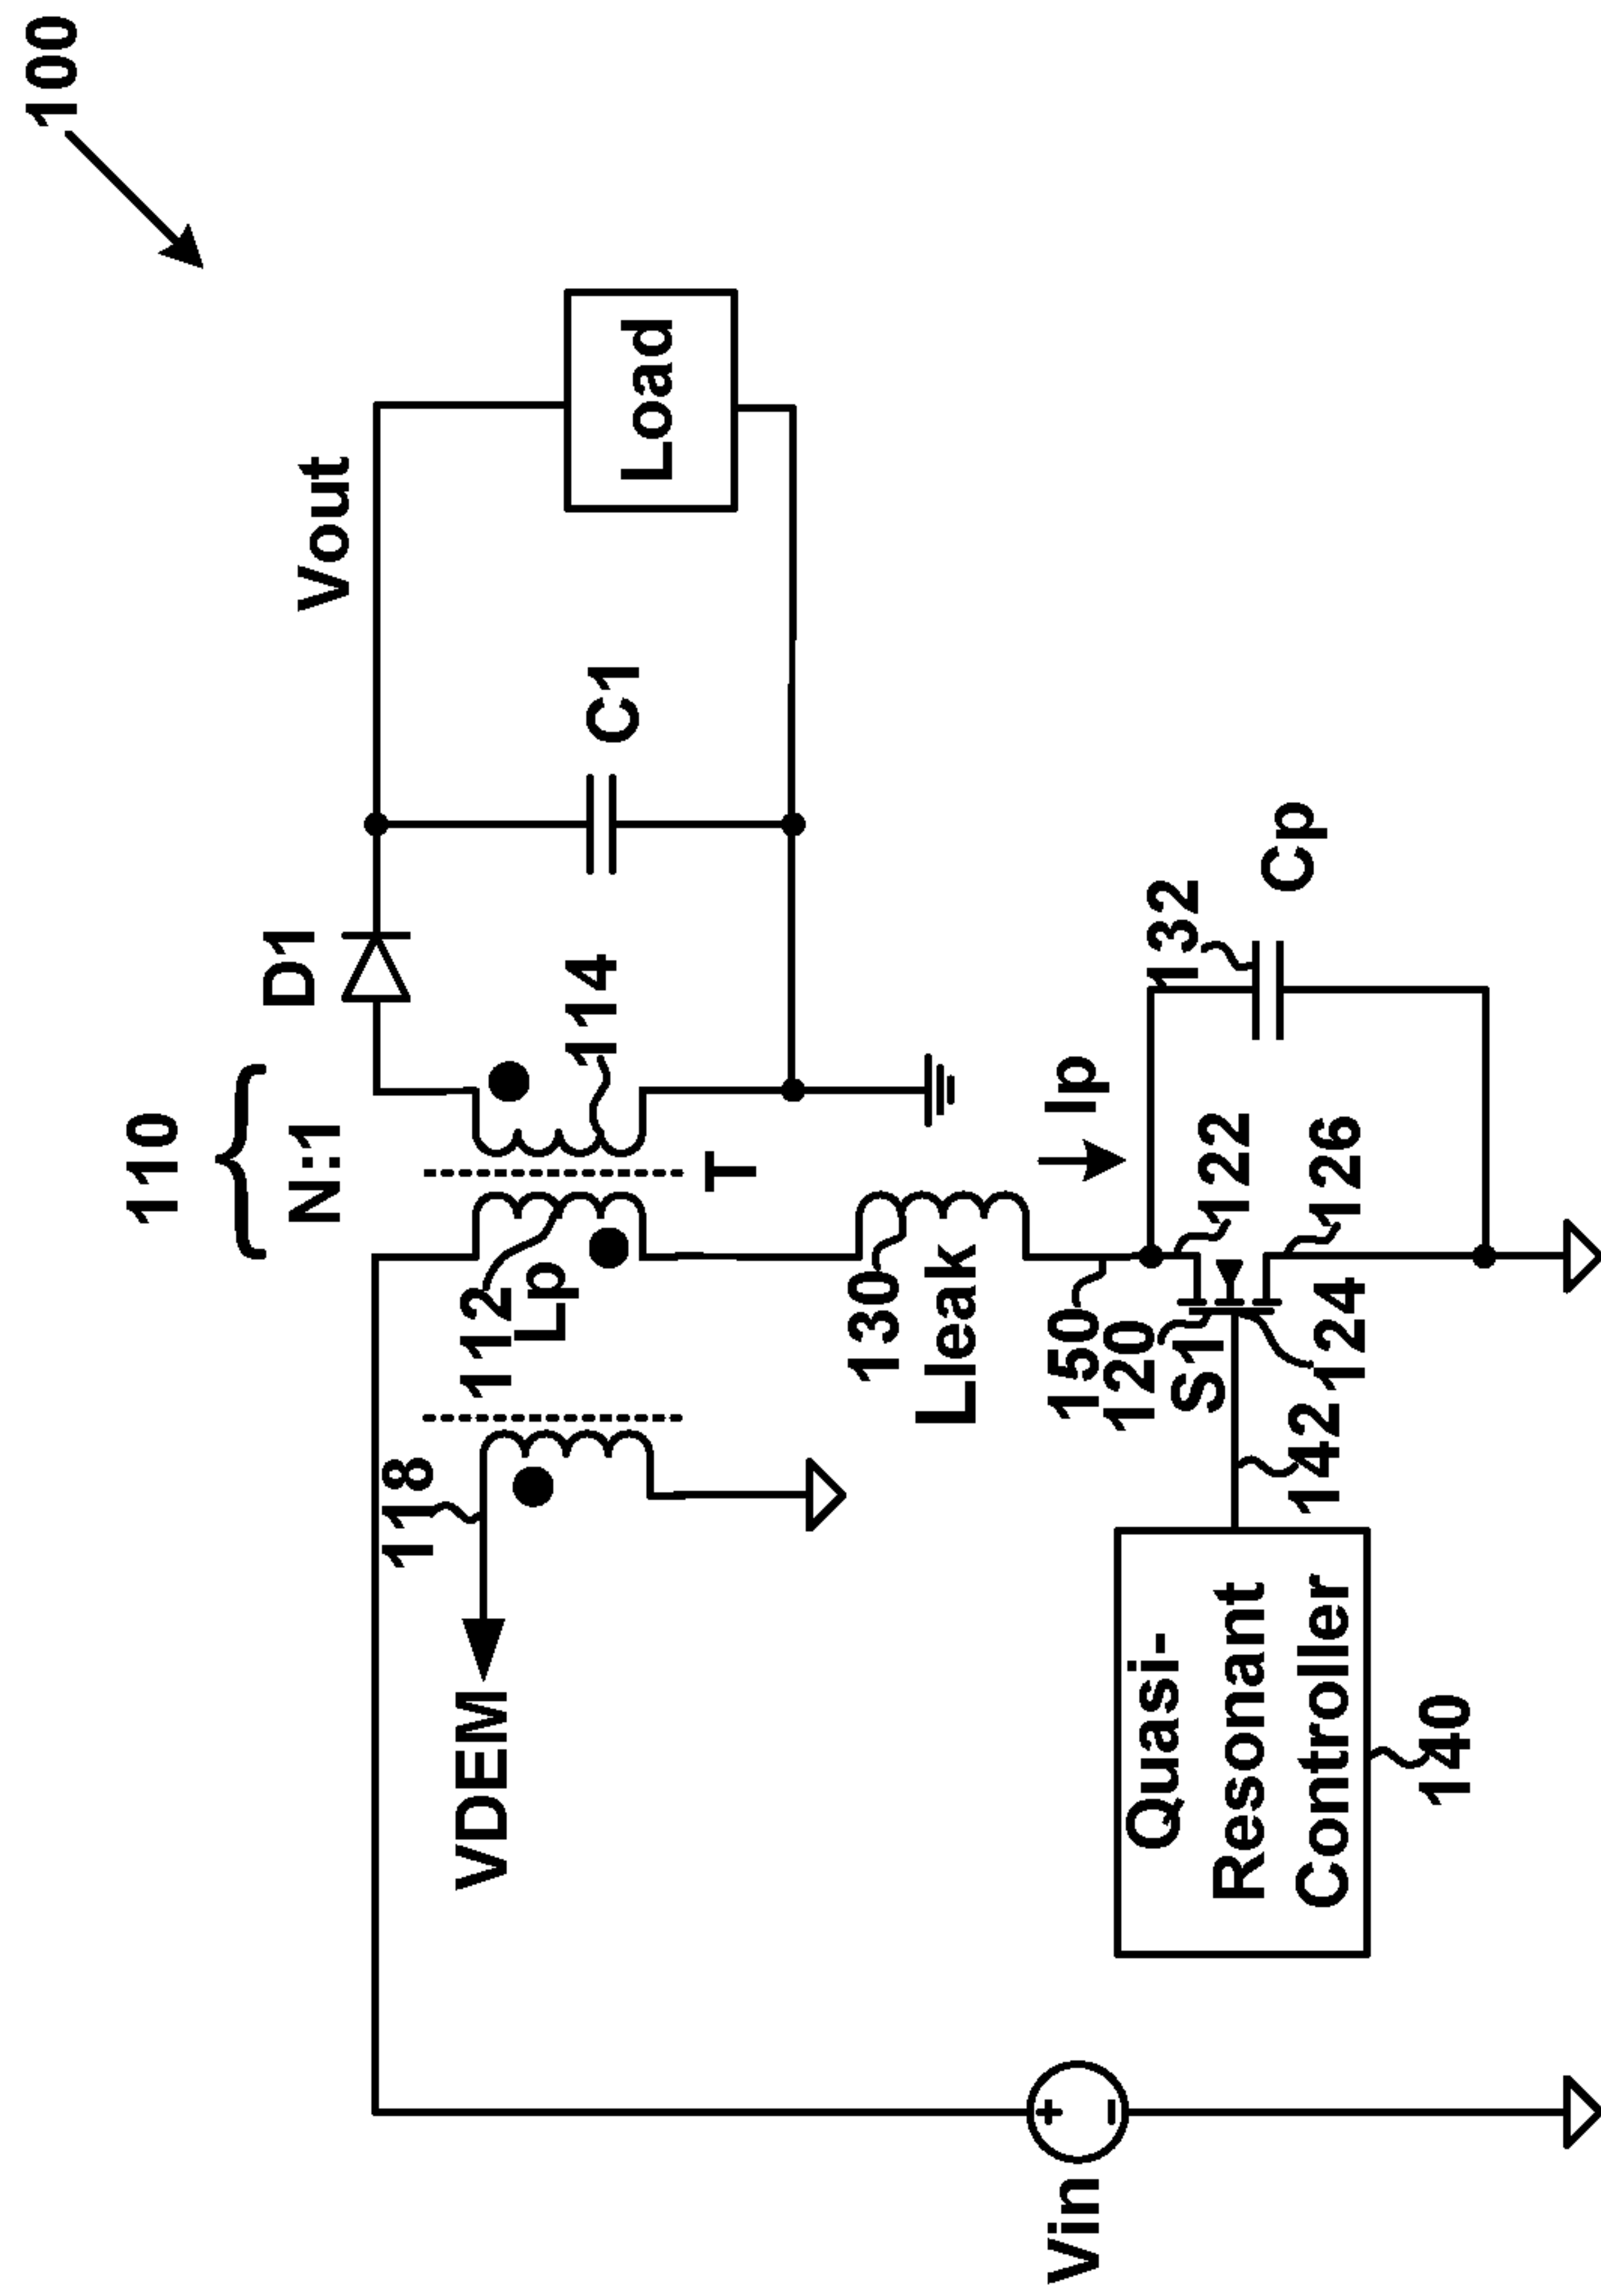 100
110
N:1
D1
Vout
118
VDEM
112
Lp
114
T
C1
Load
130
Lleak
Ip
150
120
S1
122
132
Cp
126
124
142
Quasi-
Resonant
Controller
140
Vin
+
-